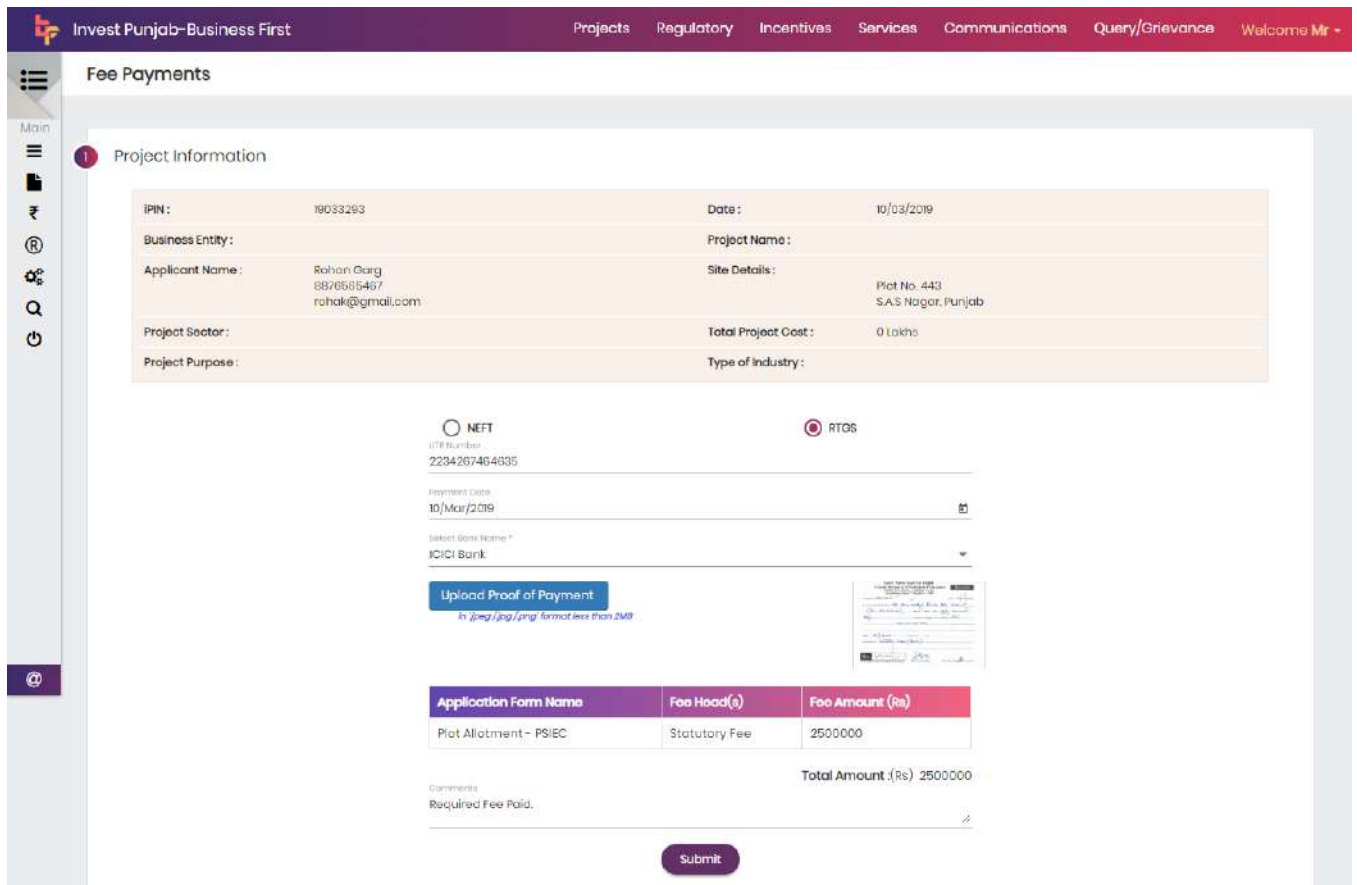 Invest Punjab-Business First
Projects Regulatory Incentives Services Communications Query/Grievance Welcome Mr
Fee Payments
Main
1 Project Information
iPIN : 19033293 Date : 10/03/2019
Business Entity : Project Name :
Applicant Name : Rohan Garg Site Details :
8876565467 Plot No. 443
rohak@gmail.com S.A.S Nagar, Punjab
Project Sector : Total Project Cost : 0 Lakhs
Project Purpose : Type of Industry :
NEFT RTGS
UTR Number
2234267464635
Payment Date
10/Mar/2019
Select Bank Name *
ICICI Bank
Upload Proof of Payment
in 'jpeg/jpg/png' format less than 2MB
Application Form Name Fee Head(s) Fee Amount (Rs)
Plot Allotment - PSIEC Statutory Fee 2500000
Total Amount :(Rs) 2500000
Comments
Required Fee Paid.
@
Submit